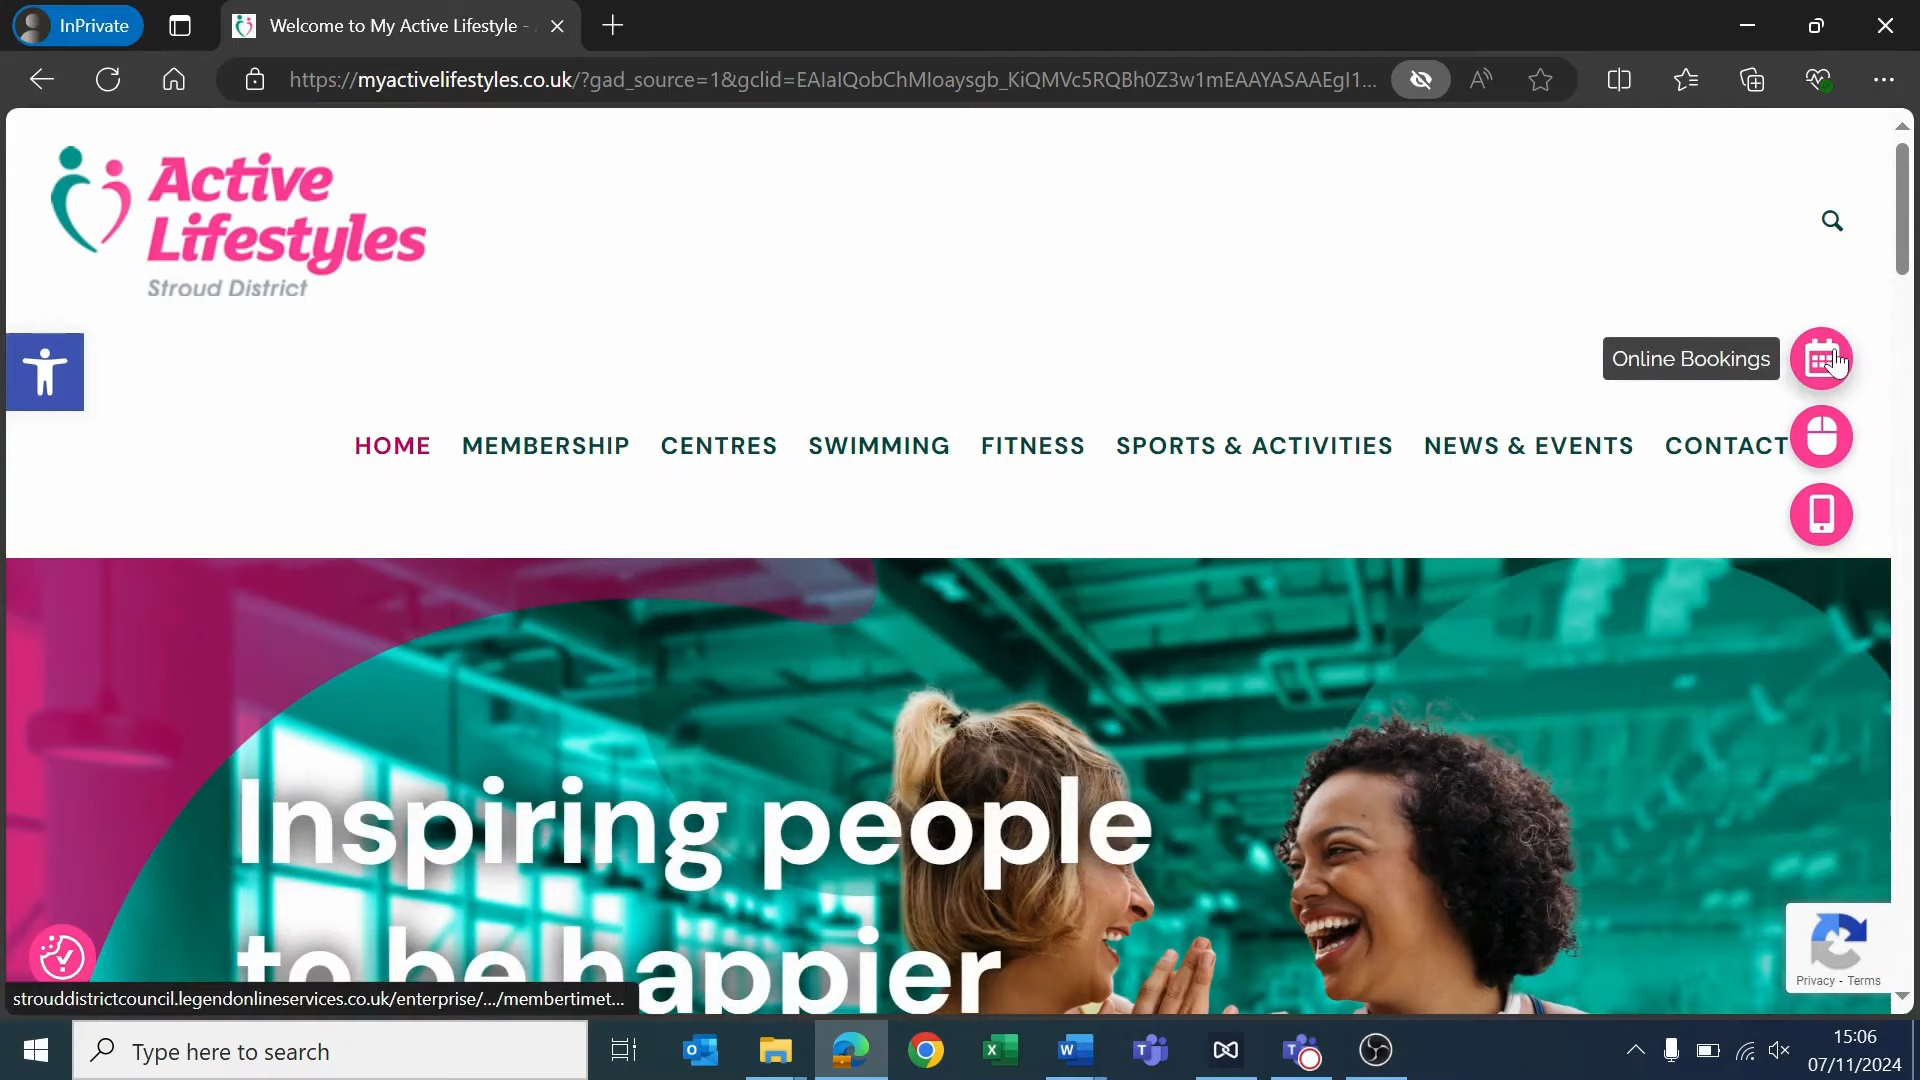 InPrivate
Welcome to My Active Lifestyle -
https://myactivelifestyles.co.uk/?gad_source=1&gclid=EAIaIQobChMIoaysgb_KiQMVc5RQBh0Z3w1mEAAYASAAEgI1...
Active
Lifestyles
Stroud District
Online Bookings
HOME MEMBERSHIP CENTRES SWIMMING FITNESS SPORTS & ACTIVITIES NEWS & EVENTS CONTACT
Inspiring people
to be happier
Privacy - Terms
strouddistrictcouncil.legendonlineservices.co.uk/enterprise/.../membertimet...
Type here to search
15:06
07/11/2024